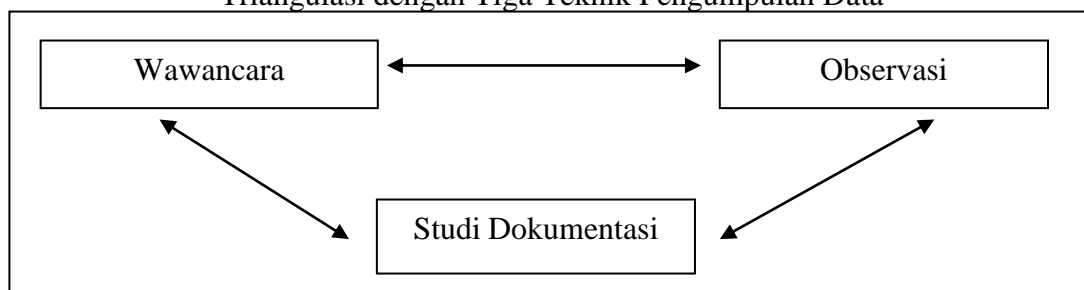 Triangulasi dengan Tiga Teknik Pengumpulan Data
Wawancara
Observasi
Studi Dokumentasi